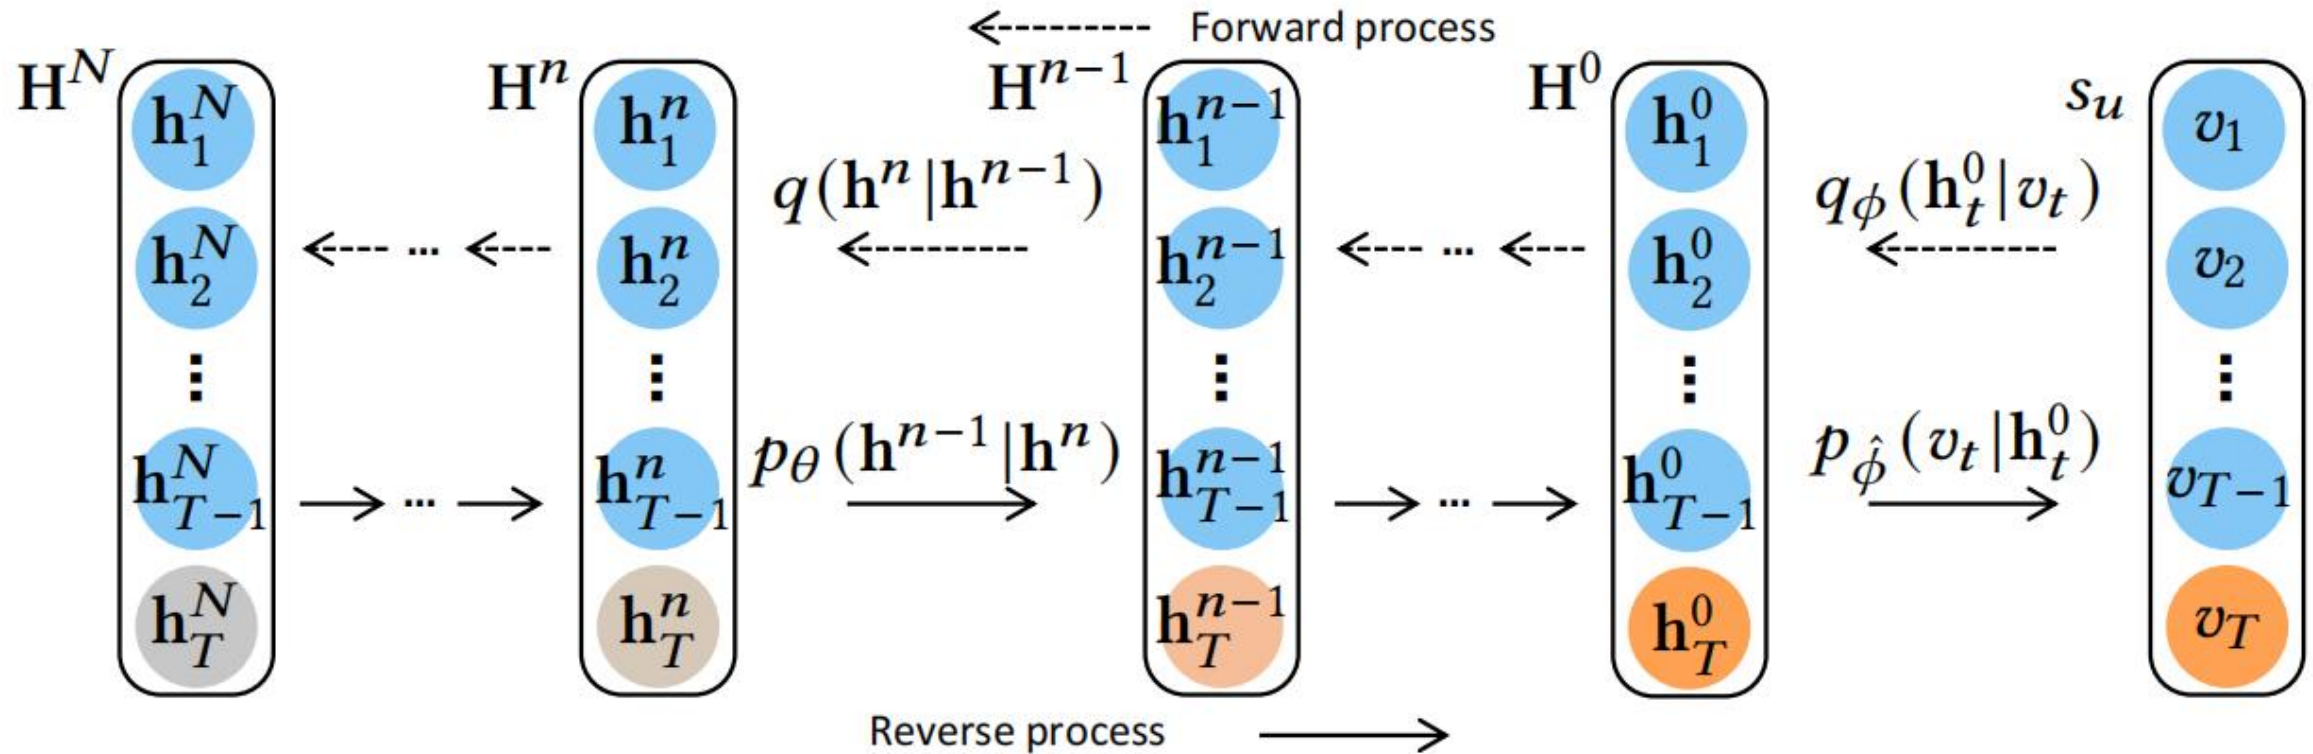 Forward process
H^N
h_1^N
h_2^N
⋮
h_{T-1}^N
h_T^N
...
...
H^n
h_1^n
h_2^n
⋮
h_{T-1}^n
h_T^n
q(h^n|h^{n-1})
p_θ(h^{n-1}|h^n)
H^{n-1}
h_1^{n-1}
h_2^{n-1}
⋮
h_{T-1}^{n-1}
h_T^{n-1}
...
...
H^0
h_1^0
h_2^0
⋮
h_{T-1}^0
h_T^0
q_ϕ(h_t^0|v_t)
p_{\hat{ϕ}}(v_t|h_t^0)
s_u
v_1
v_2
⋮
v_{T-1}
v_T
Reverse process